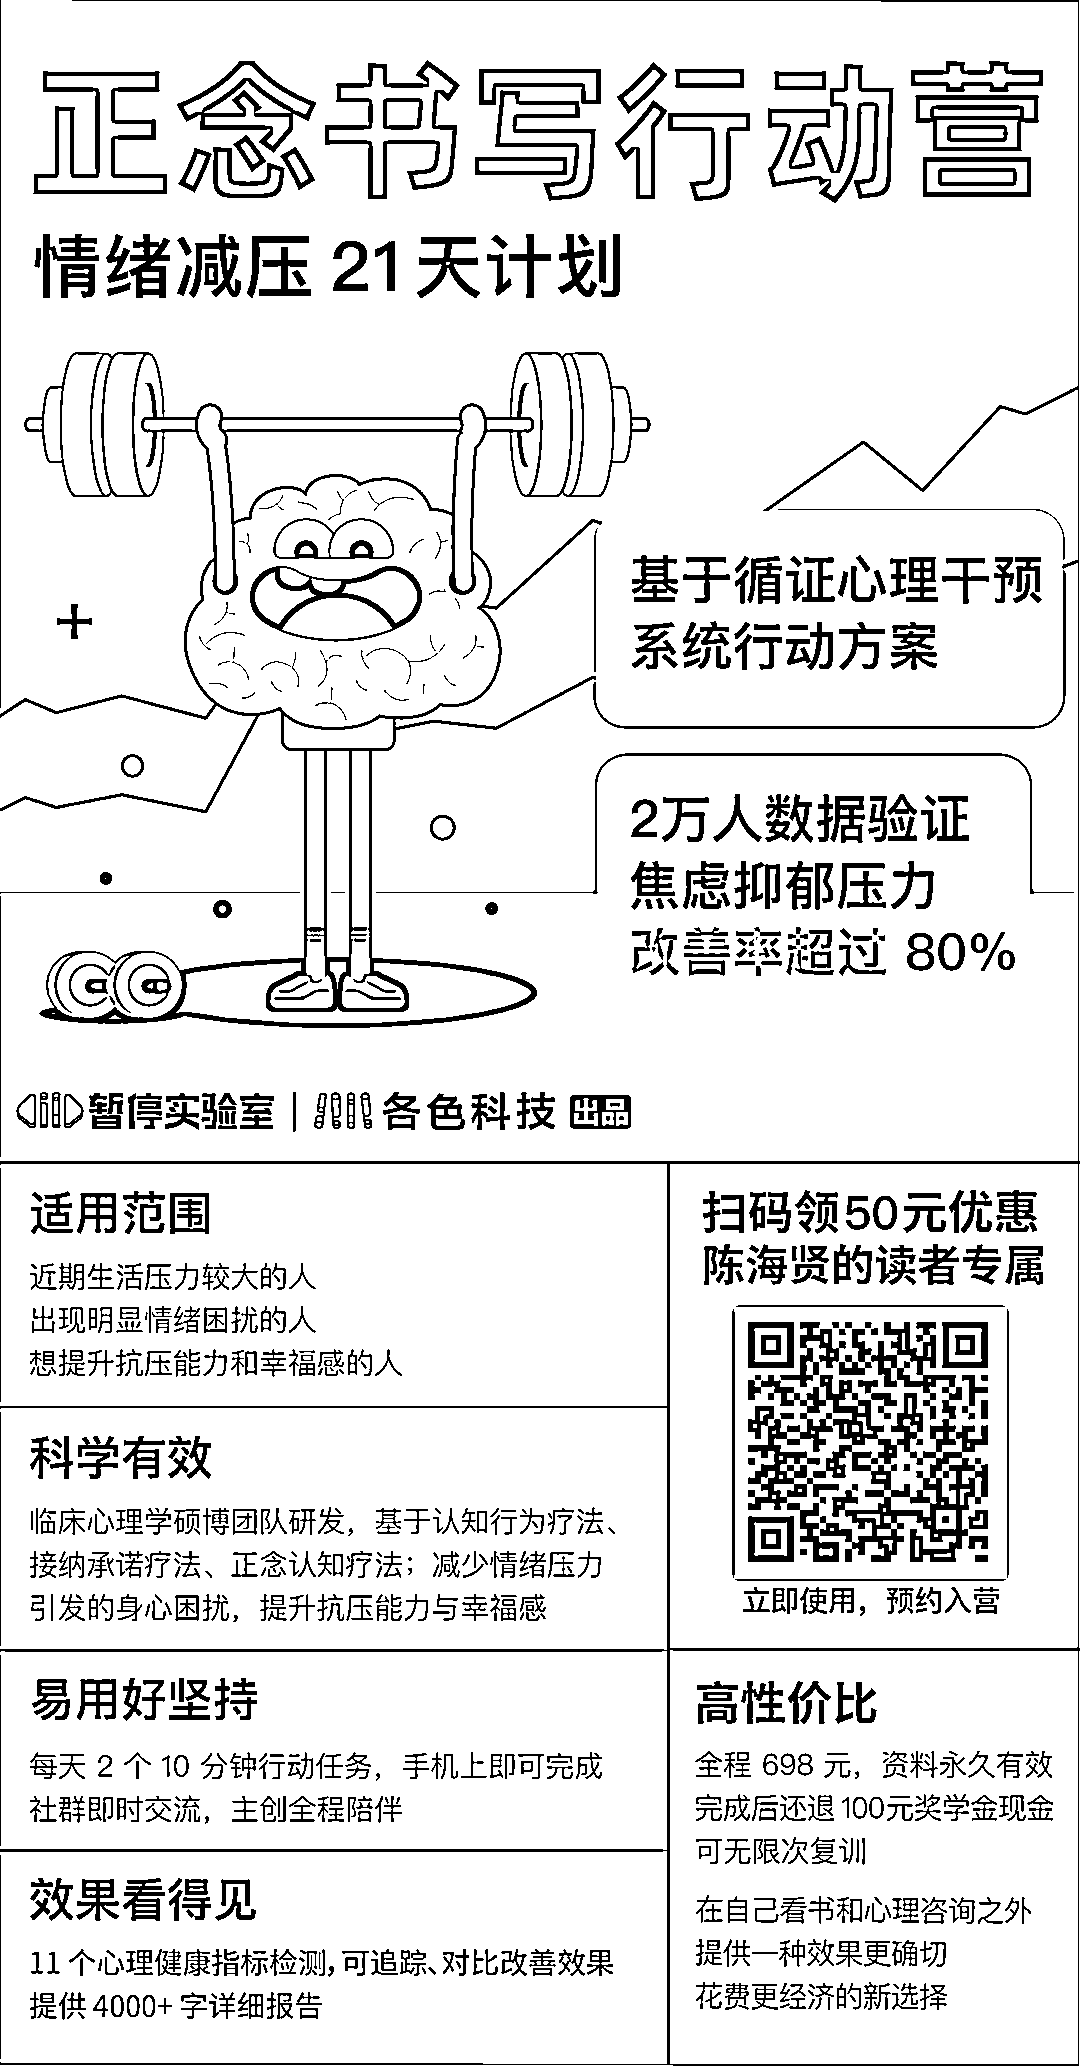 正念书写行动营
情绪减压 21天计划
基于循证心理干预
系统行动方案
2万人数据验证
焦虑抑郁压力
改善率超过 80%
暂停实验室 | 各色科技 出品
适用范围
近期生活压力较大的人
出现明显情绪困扰的人
想提升抗压能力和幸福感的人
扫码领50元优惠
陈海贤的读者专属
立即使用，预约入营
科学有效
临床心理学硕博团队研发，基于认知行为疗法、
接纳承诺疗法、正念认知疗法；减少情绪压力
引发的身心困扰，提升抗压能力与幸福感
易用好坚持
每天 2 个 10 分钟行动任务，手机上即可完成
社群即时交流，主创全程陪伴
效果看得见
11 个心理健康指标检测，可追踪、对比改善效果
提供 4000+ 字详细报告
高性价比
全程 698 元，资料永久有效
完成后还退100元奖学金现金
可无限次复训
在自己看书和心理咨询之外
提供一种效果更确切
花费更经济的新选择